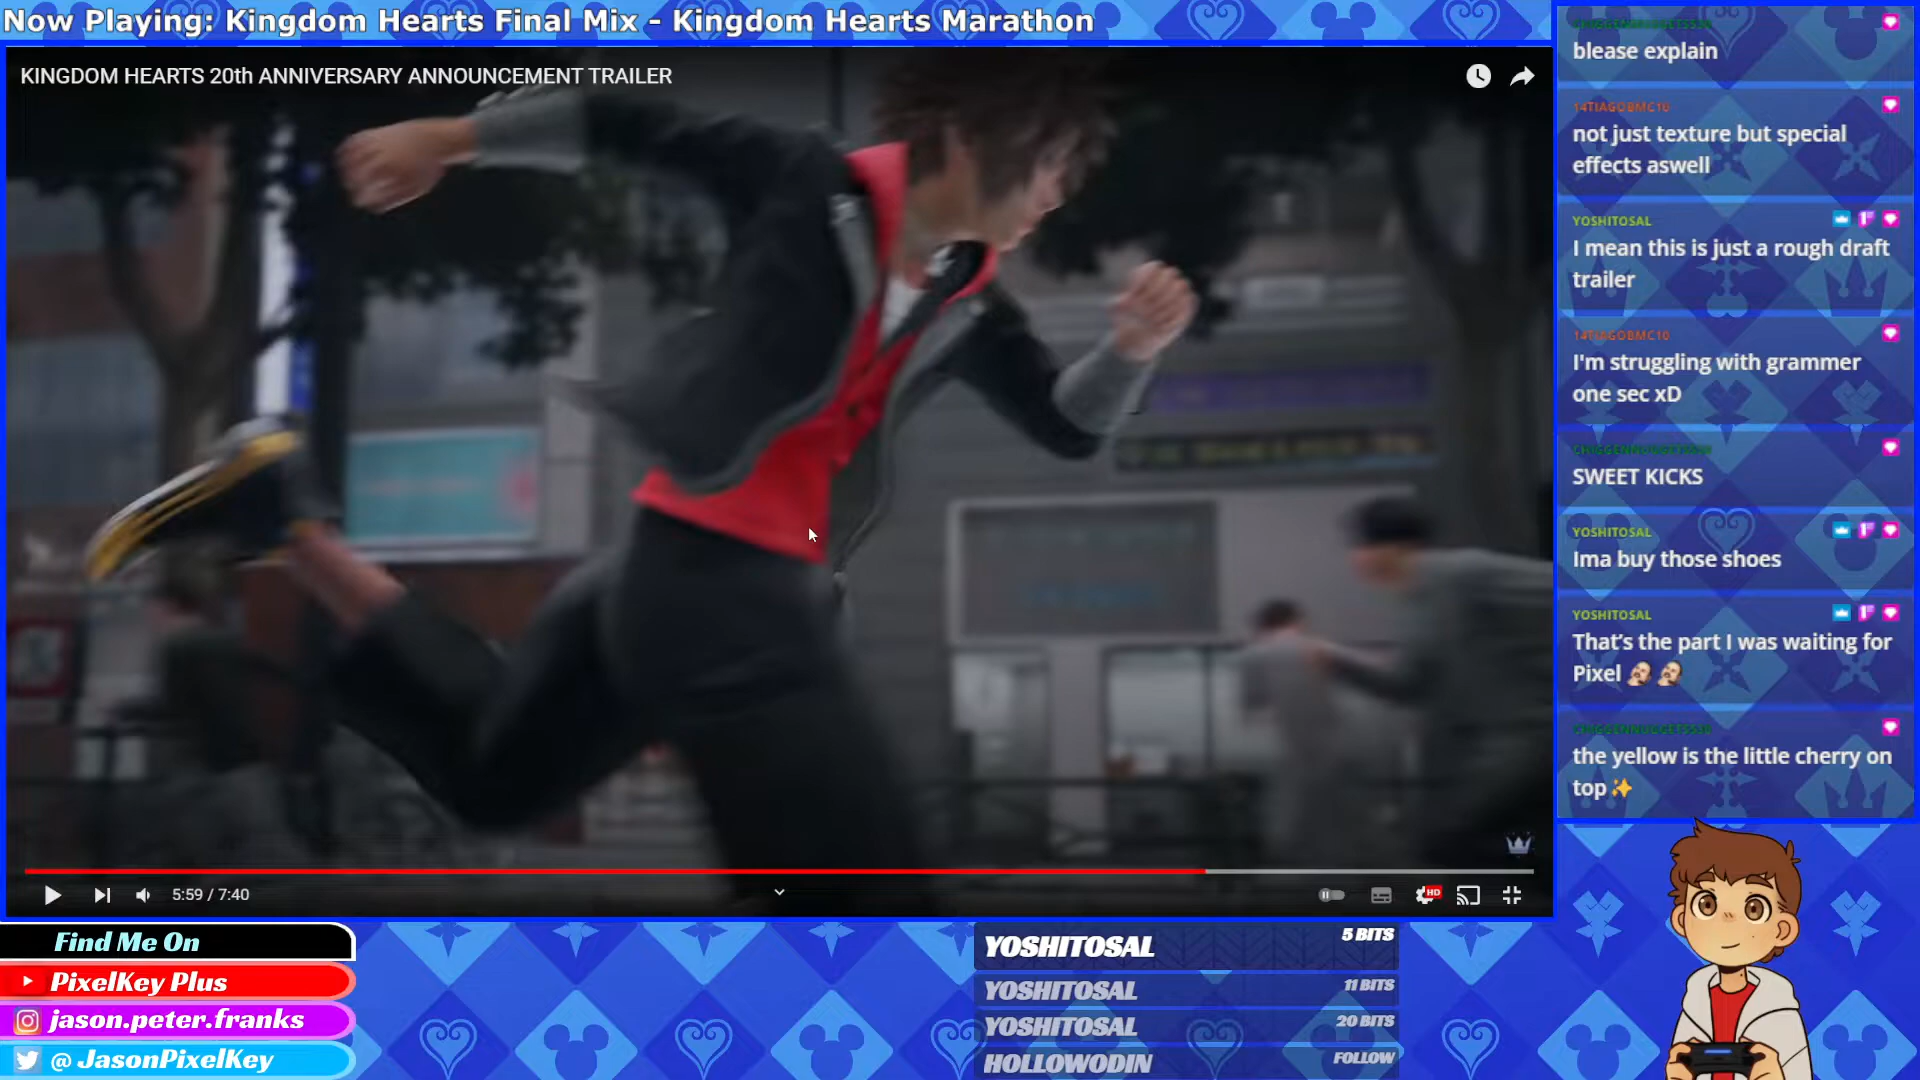 Now Playing: Kingdom Hearts Final Mix - Kingdom Hearts Marathon
KINGDOM HEARTS 20th ANNIVERSARY ANNOUNCEMENT TRAILER
5:59 / 7:40
HD
blease explain
14TIAGOBMC10
not just texture but special
effects aswell
YOSHITOSAL
I mean this is just a rough draft
trailer
14TIAGOBMC10
I'm struggling with grammer
one sec xD
SWEET KICKS
YOSHITOSAL
Ima buy those shoes
YOSHITOSAL
That's the part I was waiting for
Pixel
the yellow is the little cherry on
top✨
Find Me On
PixelKey Plus
jason.peter.franks
@JasonPixelKey
YOSHITOSAL 5 BITS
YOSHITOSAL 11 BITS
YOSHITOSAL 20 BITS
HOLLOWODIN FOLLOW